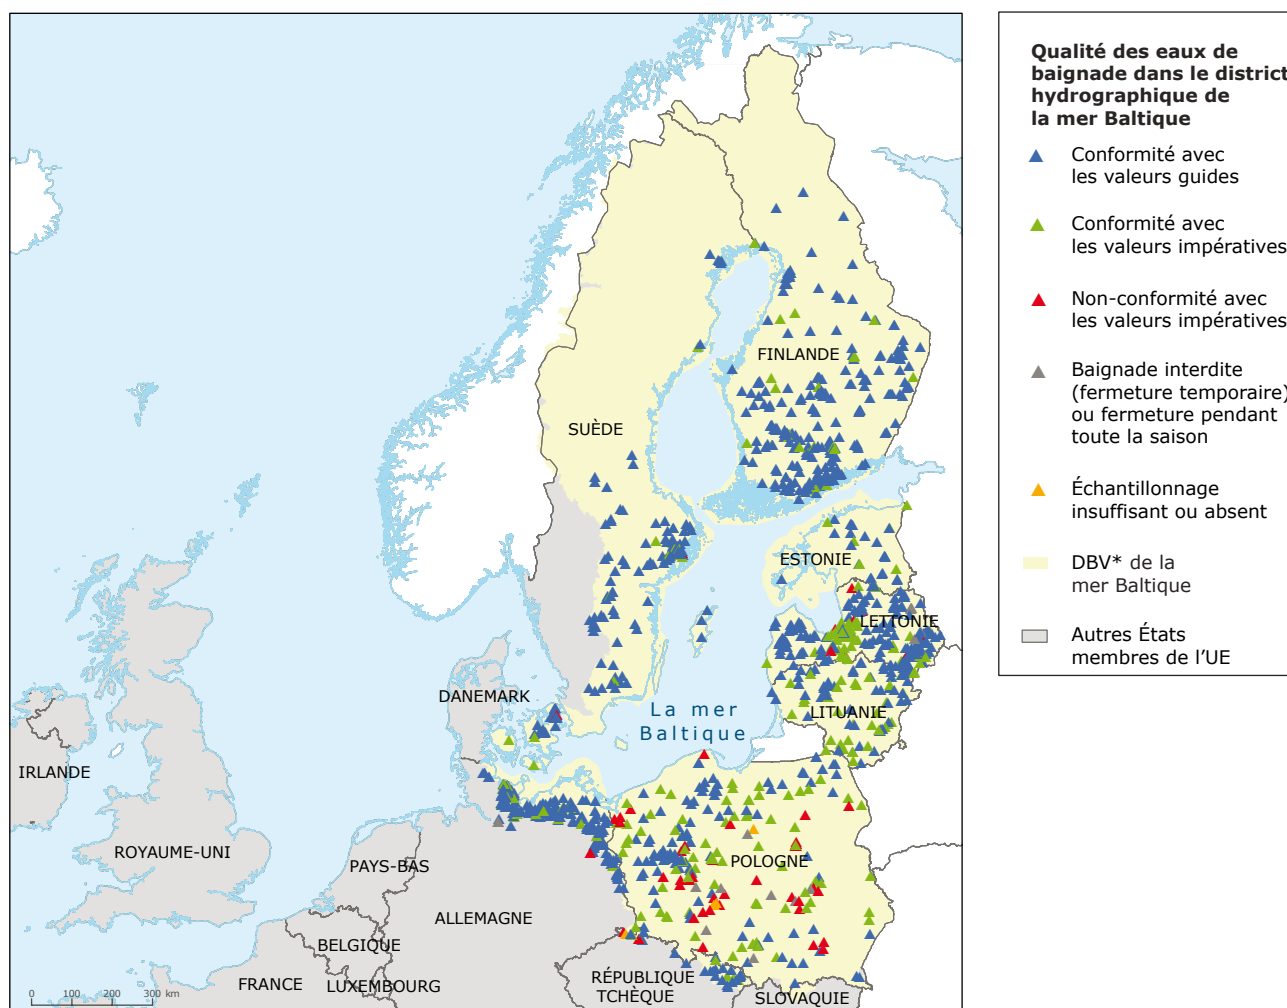 Qualité des eaux de
baignade dans le district
hydrographique de
la mer Baltique
Conformité avec
les valeurs guides
Conformité avec
les valeurs impératives
Non-conformité avec
les valeurs impératives
Baignade interdite
(fermeture temporaire)
ou fermeture pendant
toute la saison
Échantillonnage
insuffisant ou absent
DBV* de la
mer Baltique
Autres États
membres de l’UE
FINLANDE
SUÈDE
ESTONIE
LETTONIE
DANEMARK
La mer
Baltique
LITUANIE
IRLANDE
ROYAUME-UNI
PAYS-BAS
POLOGNE
ALLEMAGNE
BELGIQUE
FRANCE
LUXEMBOURG
RÉPUBLIQUE
TCHÈQUE
SLOVAQUIE
0 100 200 300 km